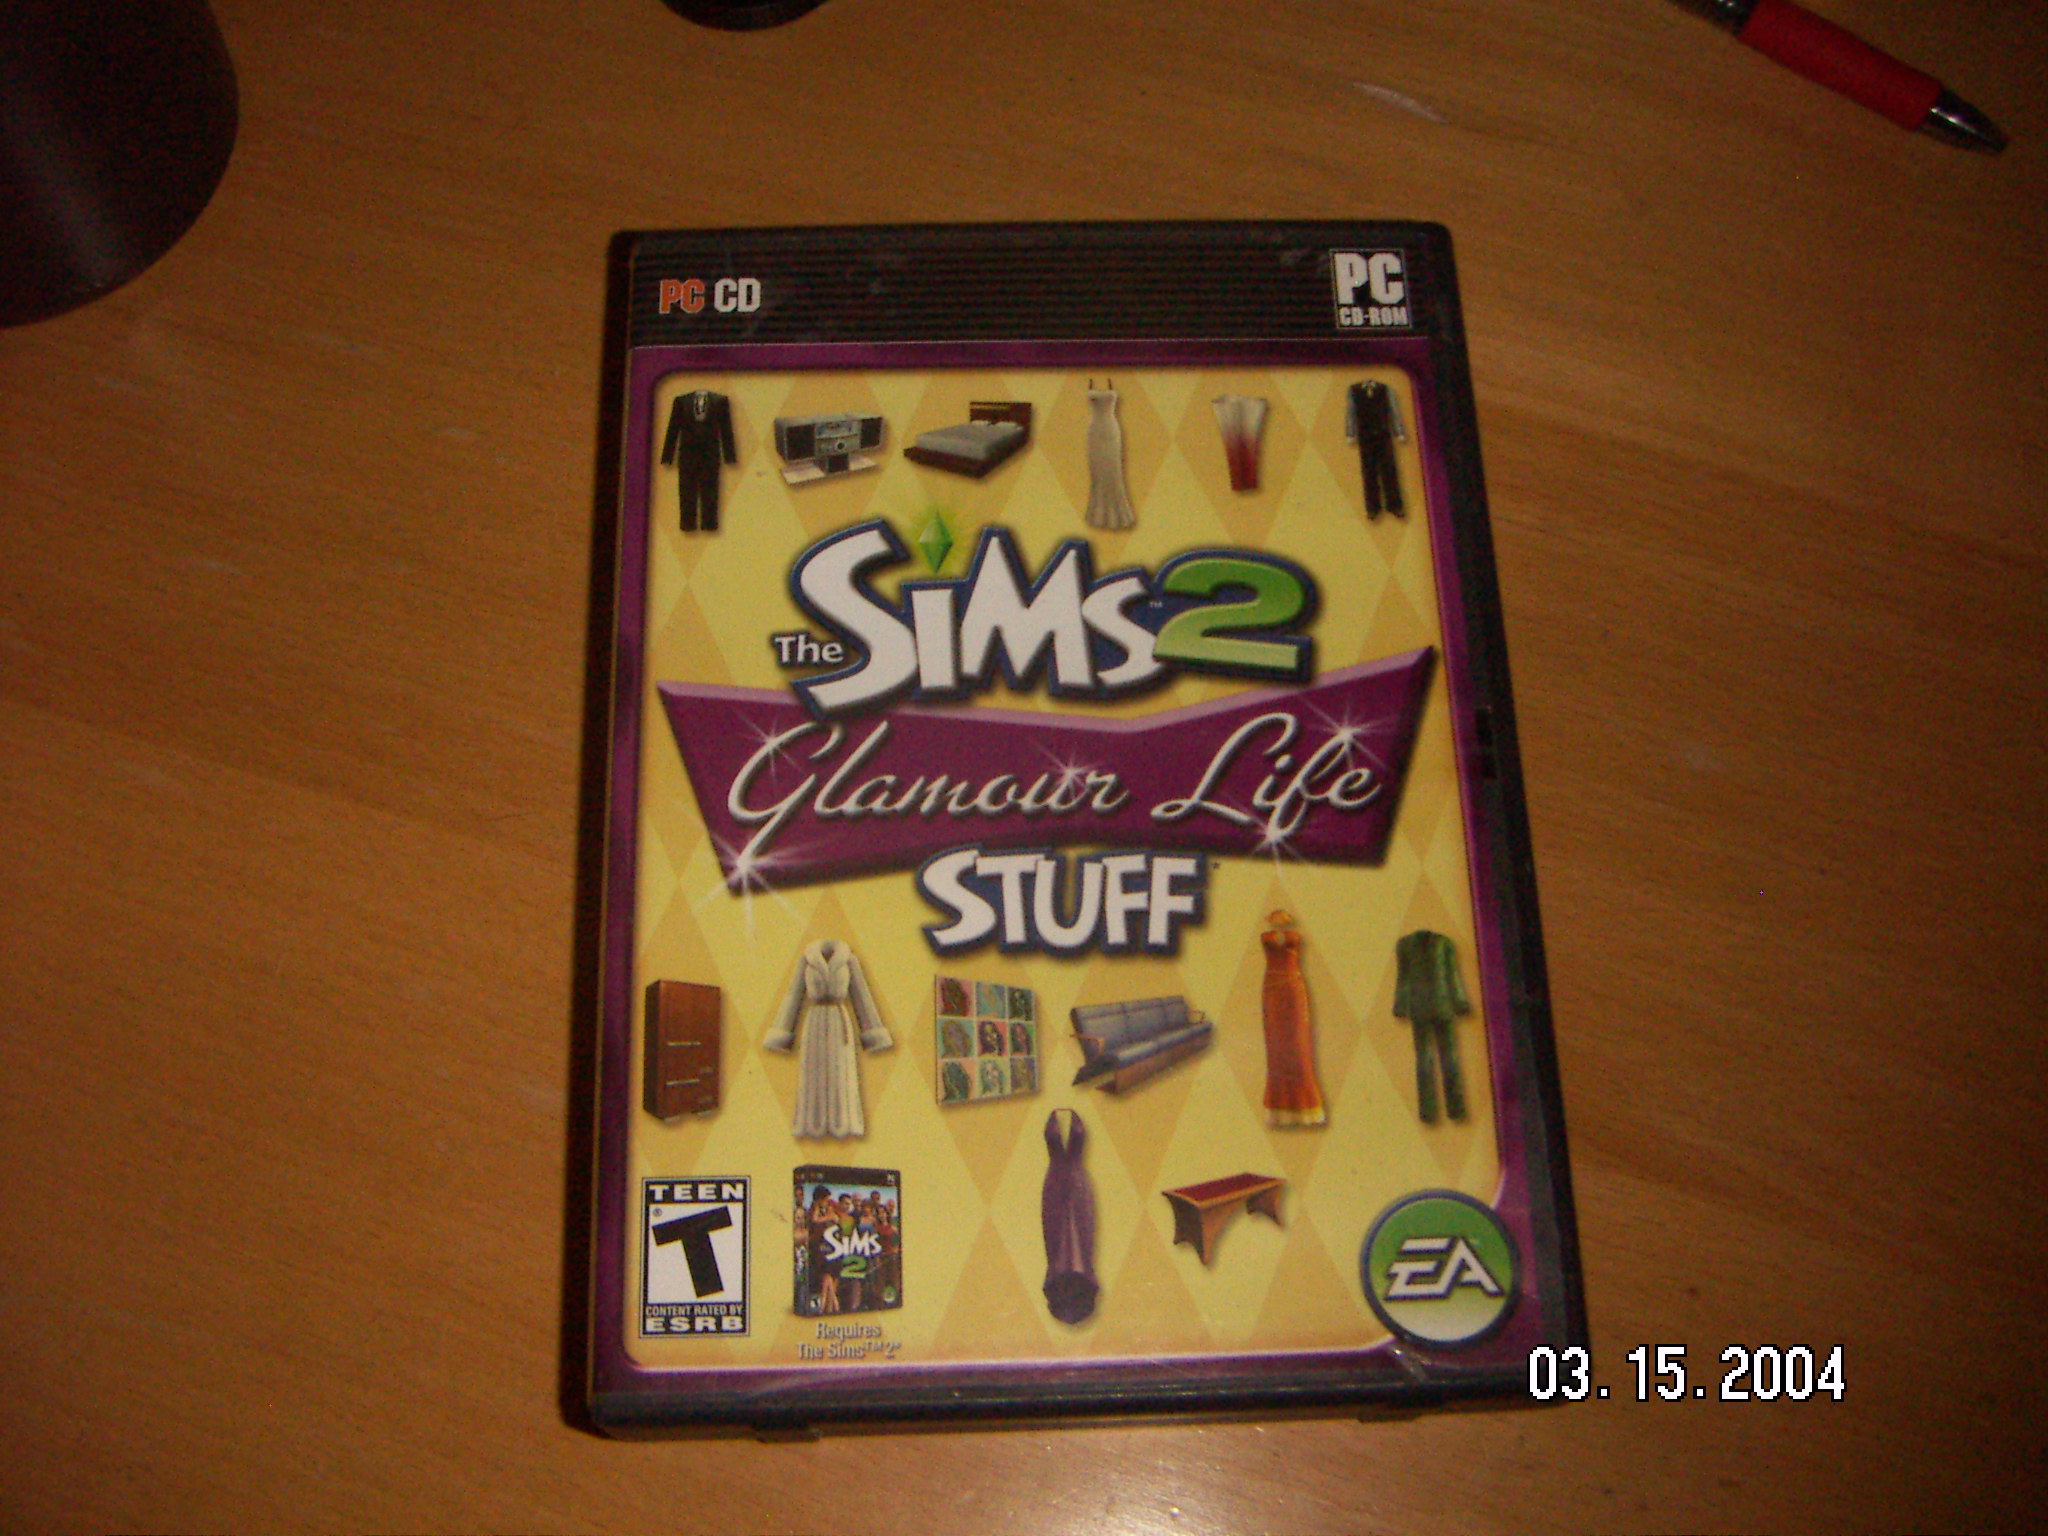 PC CD
PC
CD-ROM
The Sims™ 2
Glamour Life
STUFF
TEEN
T
CONTENT RATED BY
ESRB
SIMS
2
Requires
The Sims™ 2*
EA
03.15.2004